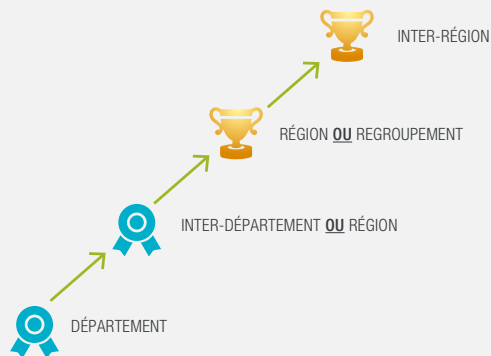 INTER-RÉGION
RÉGION OU REGROUPEMENT
INTER-DÉPARTEMENT OU RÉGION
DÉPARTEMENT